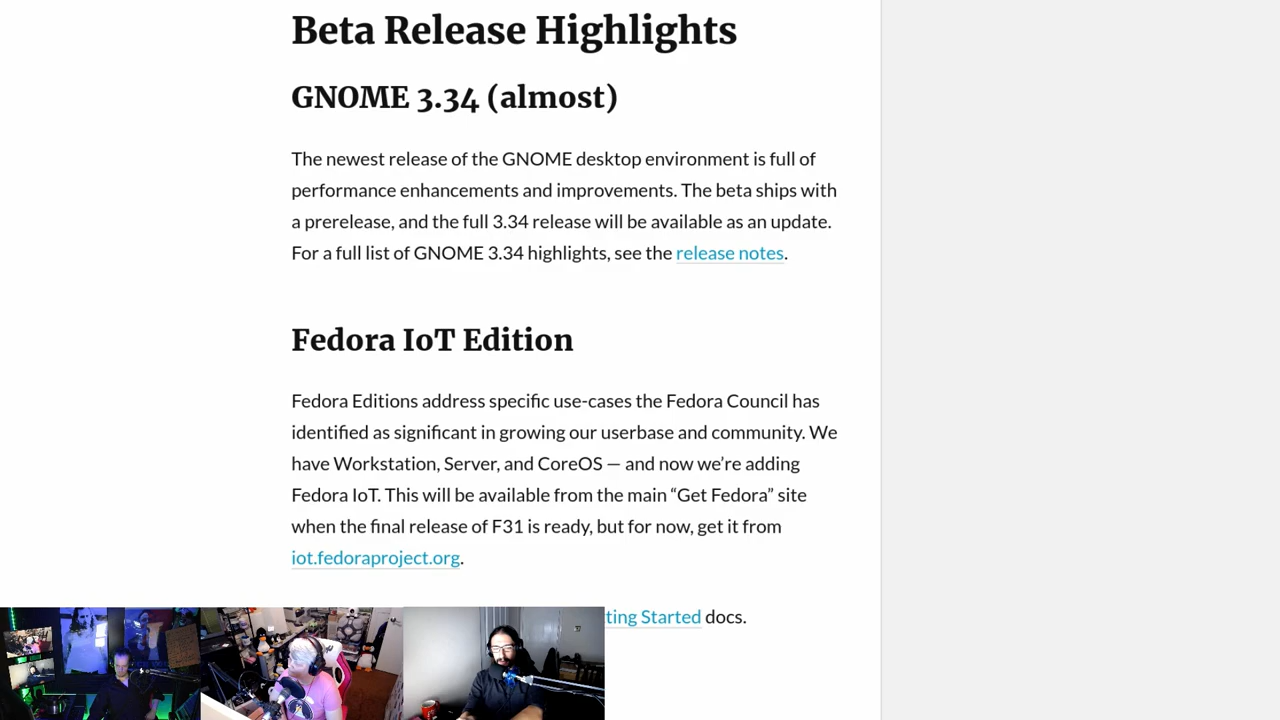 Beta Release Highlights
GNOME 3.34 (almost)
The newest release of the GNOME desktop environment is full of
performance enhancements and improvements. The beta ships with
a prerelease, and the full 3.34 release will be available as an update.
For a full list of GNOME 3.34 highlights, see the release notes.
Fedora IoT Edition
Fedora Editions address specific use-cases the Fedora Council has
identified as significant in growing our userbase and community. We
have Workstation, Server, and CoreOS — and now we’re adding
Fedora IoT. This will be available from the main “Get Fedora” site
when the final release of F31 is ready, but for now, get it from
iot.fedoraproject.org.
ting Started docs.